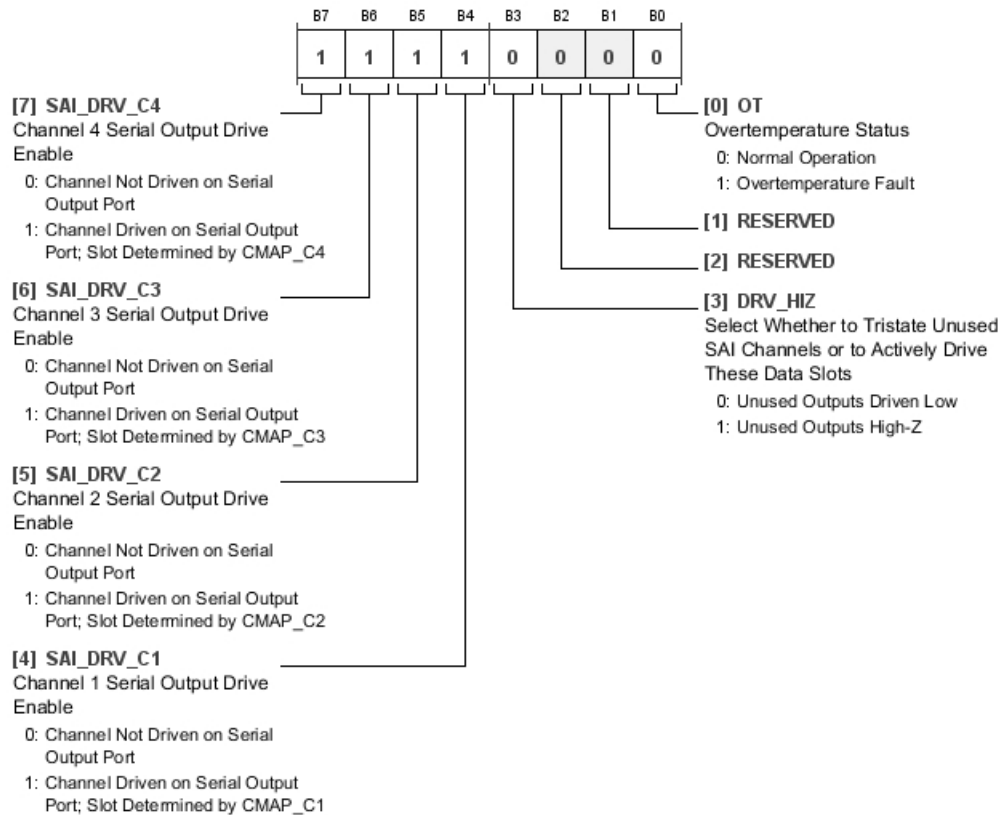 B7 B6 B5 B4 B3 B2 B1 B0
1 1 1 1 0 0 0 0
[7] SAI_DRV_C4
Channel 4 Serial Output Drive
Enable
0: Channel Not Driven on Serial
Output Port
1: Channel Driven on Serial Output
Port; Slot Determined by CMAP_C4
[6] SAI_DRV_C3
Channel 3 Serial Output Drive
Enable
0: Channel Not Driven on Serial
Output Port
1: Channel Driven on Serial Output
Port; Slot Determined by CMAP_C3
[5] SAI_DRV_C2
Channel 2 Serial Output Drive
Enable
0: Channel Not Driven on Serial
Output Port
1: Channel Driven on Serial Output
Port; Slot Determined by CMAP_C2
[4] SAI_DRV_C1
Channel 1 Serial Output Drive
Enable
0: Channel Not Driven on Serial
Output Port
1: Channel Driven on Serial Output
Port; Slot Determined by CMAP_C1
[0] OT
Overtemperature Status
0: Normal Operation
1: Overtemperature Fault
[1] RESERVED
[2] RESERVED
[3] DRV_HIZ
Select Whether to Tristate Unused
SAI Channels or to Actively Drive
These Data Slots
0: Unused Outputs Driven Low
1: Unused Outputs High-Z